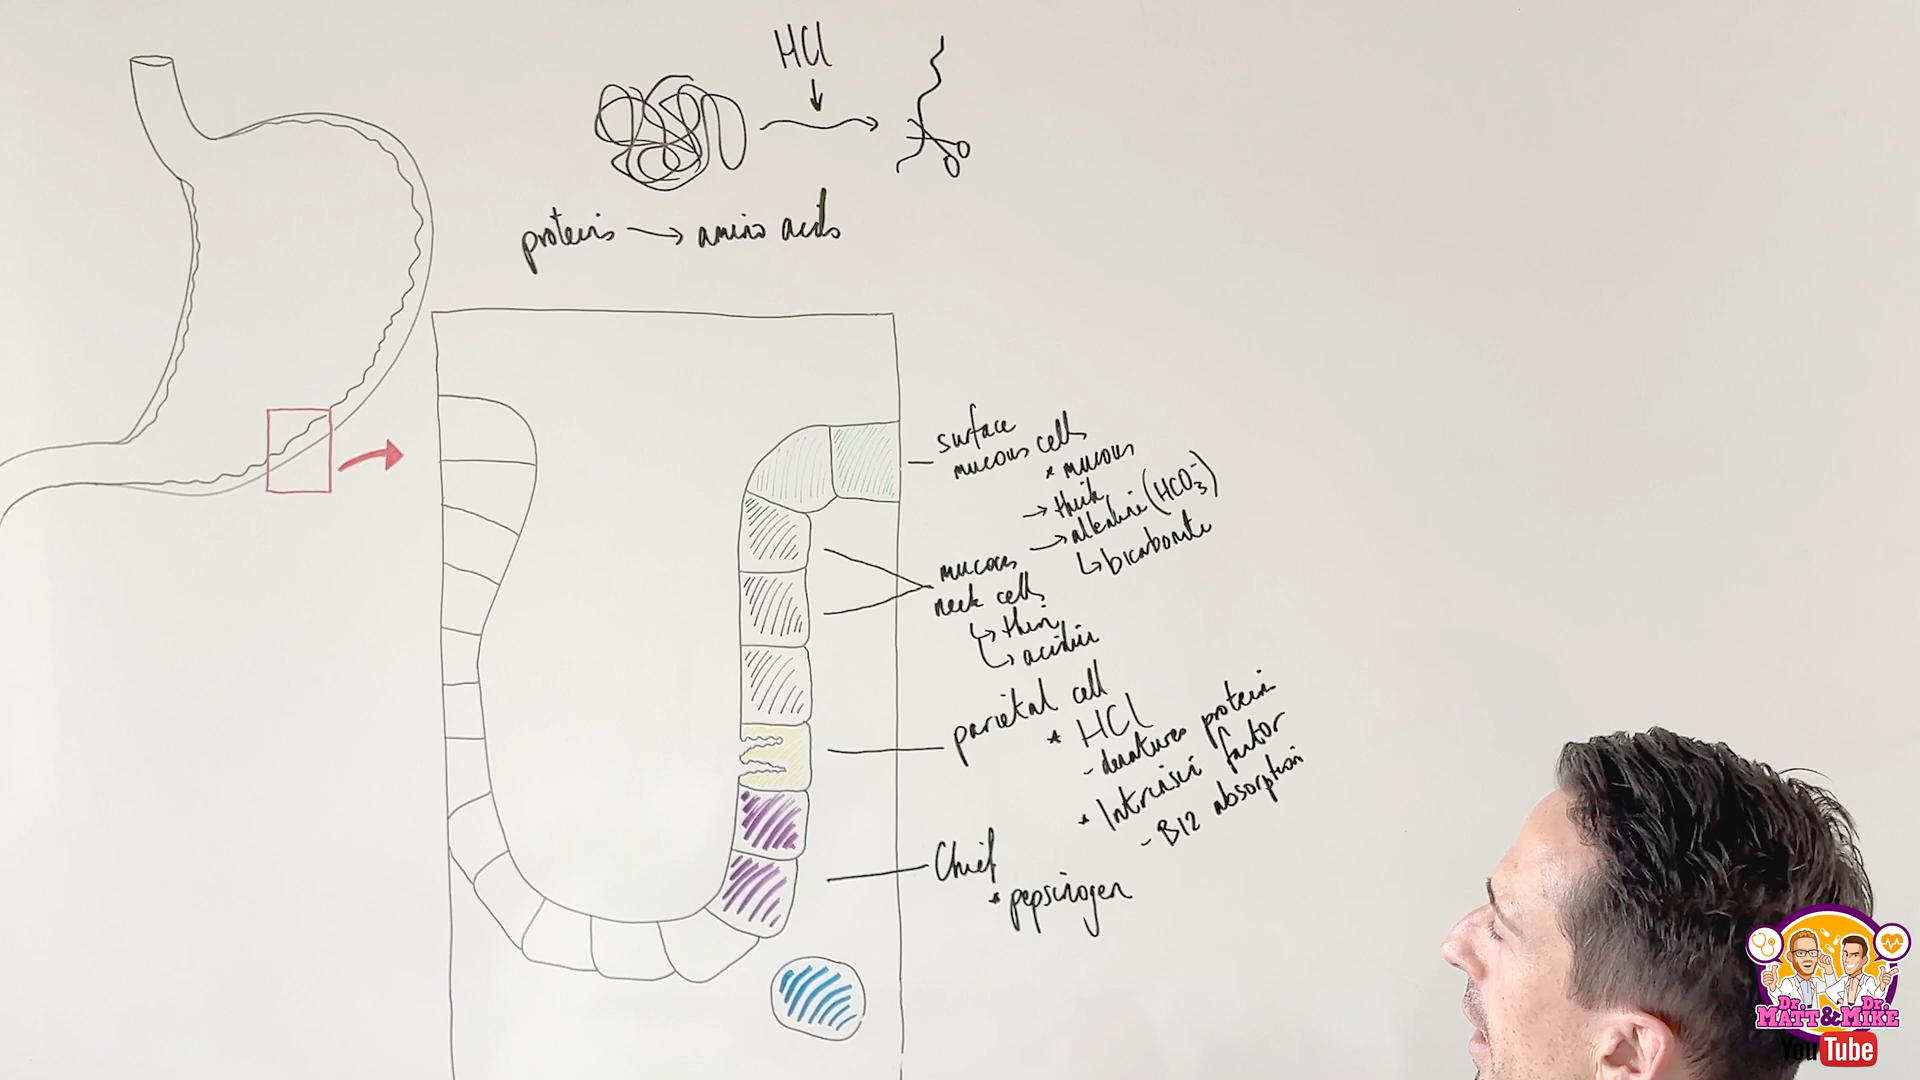 HCl
proteins → amino acids
surface
mucous cells
* mucous
→ thick
→ alkaline (HCO₃⁻)
↳ bicarbonate
mucous
neck cells
↳ thin
↳ acidic
parietal cell
* HCl
- denatures protein
* Intrinsic factor
- B12 absorption
Chief
* pepsinogen
Dr. Dr.
MATT & MIKE
YouTube